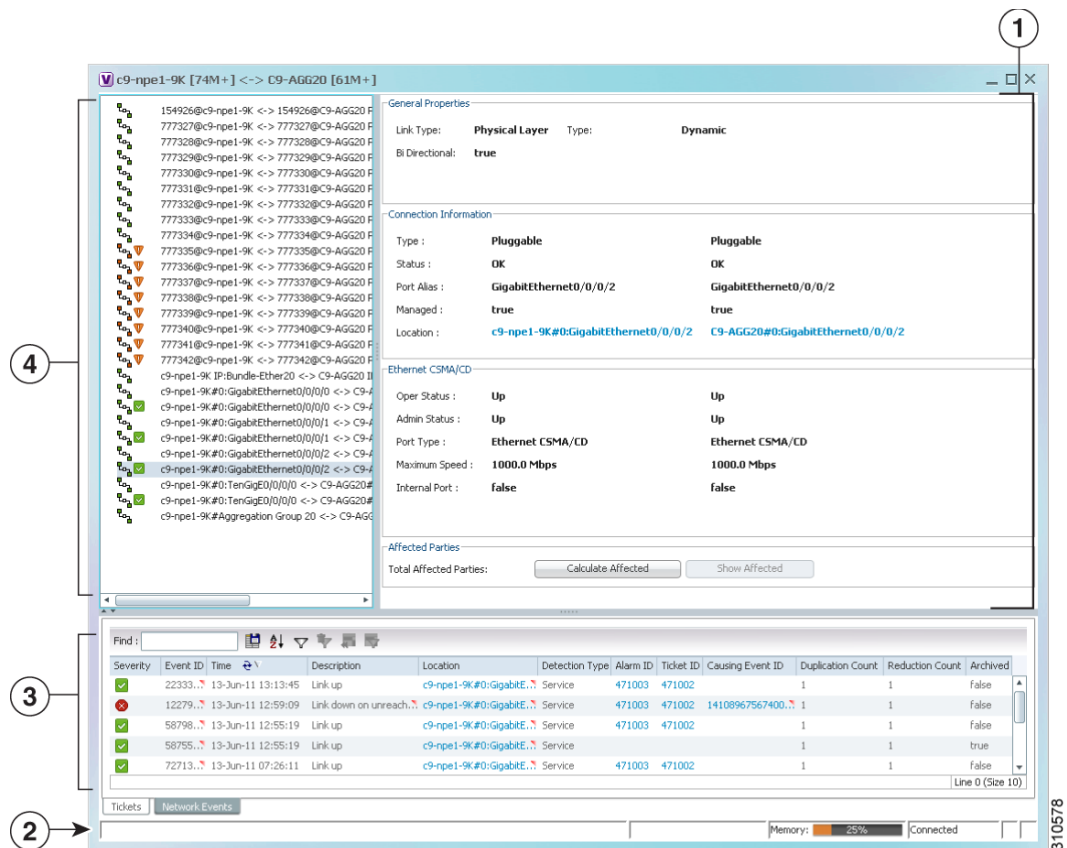 1
c9-npe1-9K [74M+] <-> C9-AGG20 [61M+]
154926@c9-npe1-9K <-> 154926@C9-AGG20 P
777327@c9-npe1-9K <-> 777327@C9-AGG20 P
777328@c9-npe1-9K <-> 777328@C9-AGG20 P
777329@c9-npe1-9K <-> 777329@C9-AGG20 P
777330@c9-npe1-9K <-> 777330@C9-AGG20 P
777331@c9-npe1-9K <-> 777331@C9-AGG20 P
777332@c9-npe1-9K <-> 777332@C9-AGG20 P
777333@c9-npe1-9K <-> 777333@C9-AGG20 P
777334@c9-npe1-9K <-> 777334@C9-AGG20 P
777335@c9-npe1-9K <-> 777335@C9-AGG20 P
777336@c9-npe1-9K <-> 777336@C9-AGG20 P
777337@c9-npe1-9K <-> 777337@C9-AGG20 P
777338@c9-npe1-9K <-> 777338@C9-AGG20 P
777339@c9-npe1-9K <-> 777339@C9-AGG20 P
777340@c9-npe1-9K <-> 777340@C9-AGG20 P
777341@c9-npe1-9K <-> 777341@C9-AGG20 P
777342@c9-npe1-9K <-> 777342@C9-AGG20 P
c9-npe1-9K IP:Bundle-Ether20 <-> C9-AGG20 I
c9-npe1-9K#0:GigabitEthernet0/0/0/0 <-> C9-
c9-npe1-9K#0:GigabitEthernet0/0/0/0 <-> C9-A
c9-npe1-9K#0:GigabitEthernet0/0/0/1 <-> C9-A
c9-npe1-9K#0:GigabitEthernet0/0/0/1 <-> C9-A
c9-npe1-9K#0:GigabitEthernet0/0/0/2 <-> C9-A
c9-npe1-9K#0:GigabitEthernet0/0/0/2 <-> C9-A
c9-npe1-9K#0:TenGigE0/0/0/0 <-> C9-AGG20#
c9-npe1-9K#0:TenGigE0/0/0/0 <-> C9-AGG20#
c9-npe1-9K#Aggregation Group 20 <-> C9-AGG
4
General Properties
Link Type: Physical Layer Type: Dynamic
Bi Directional: true
Connection Information
Type : Pluggable Pluggable
Status : OK OK
Port Alias : GigabitEthernet0/0/0/2 GigabitEthernet0/0/0/2
Managed : true true
Location : c9-npe1-9K#0:GigabitEthernet0/0/0/2 C9-AGG20#0:GigabitEthernet0/0/0/2
Ethernet CSMA/CD
Oper Status : Up Up
Admin Status : Up Up
Port Type : Ethernet CSMA/CD Ethernet CSMA/CD
Maximum Speed : 1000.0 Mbps 1000.0 Mbps
Internal Port : false false
Affected Parties
Total Affected Parties: Calculate Affected Show Affected
3
Find :
Severity Event ID Time Description Location Detection Type Alarm ID Ticket ID Causing Event ID Duplication Count Reduction Count Archived
22333.. 13-Jun-11 13:13:45 Link up c9-npe1-9K#0:GigabitE.. Service 471003 471002 1 1 false
12279.. 13-Jun-11 12:59:09 Link down on unreach.. c9-npe1-9K#0:GigabitE.. Service 471003 471002 14108967567400.. 1 1 false
58798.. 13-Jun-11 12:55:19 Link up c9-npe1-9K#0:GigabitE.. Service 471003 471002 1 1 false
58755.. 13-Jun-11 12:55:19 Link up c9-npe1-9K#0:GigabitE.. Service 1 1 true
72713.. 13-Jun-11 07:26:11 Link up c9-npe1-9K#0:GigabitE.. Service 471003 471002 1 1 false
Line 0 (Size 10)
Tickets Network Events
2
Memory: 25% Connected
310578